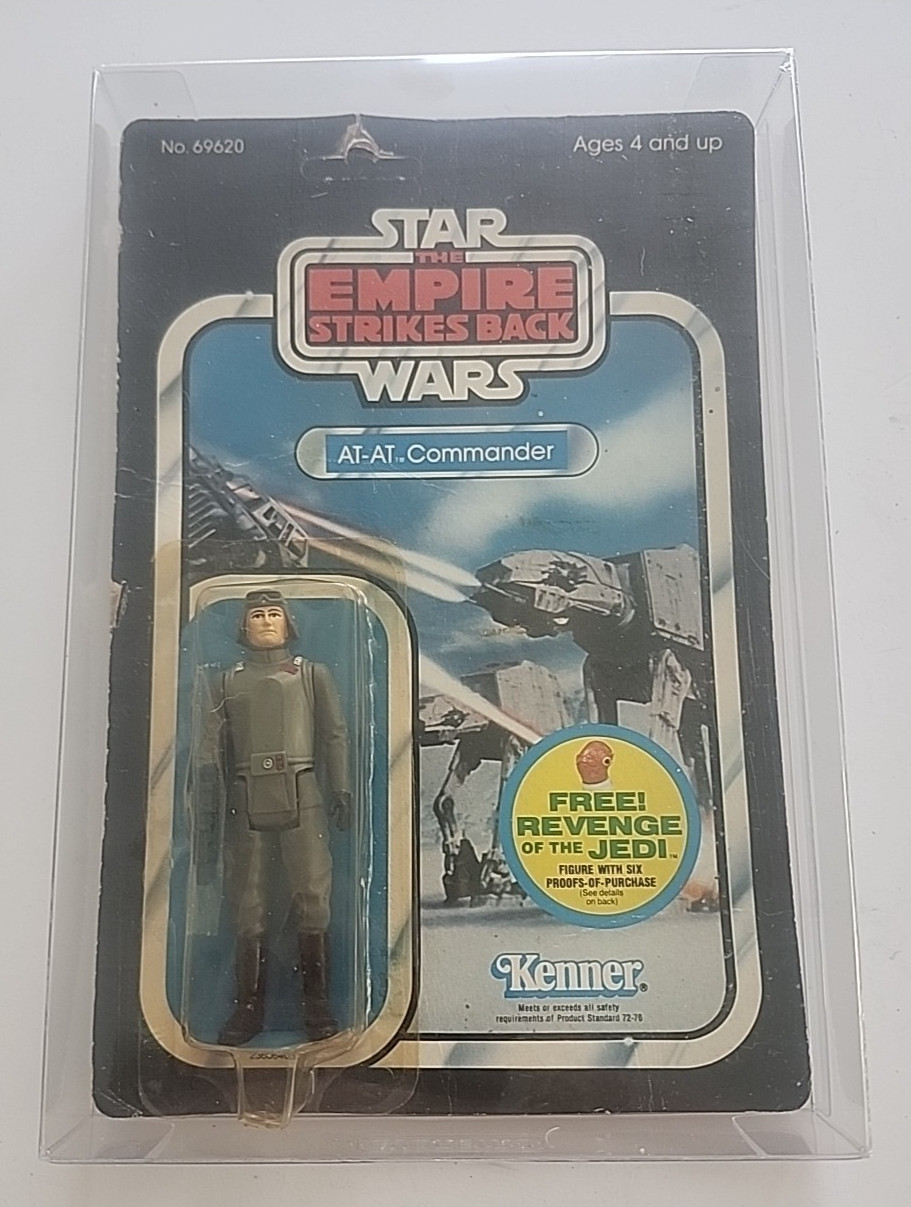 No. 69620
Ages 4 and up
STAR
THE
EMPIRE
STRIKES BACK
WARS
AT-AT™ Commander
FREE!
REVENGE
OF THE JEDI™
FIGURE WITH SIX
PROOFS-OF-PURCHASE
(See details
on back)
Kenner®
Meets or exceeds all safety
requirements of Product Standard 72-76